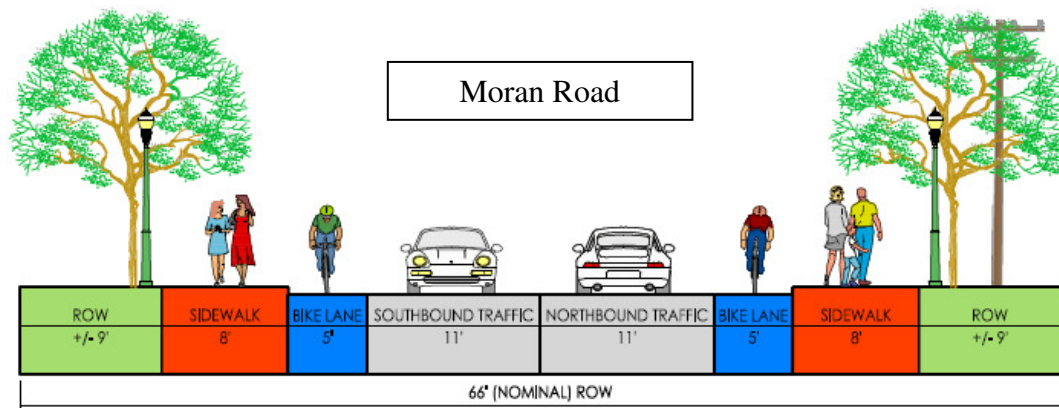 Moran Road
ROW SIDEWALK BIKE LANE SOUTHBOUND TRAFFIC NORTHBOUND TRAFFIC BIKE LANE SIDEWALK ROW
+/- 9' 8' 5' 11' 11' 5' 8' +/- 9'
66' (NOMINAL) ROW